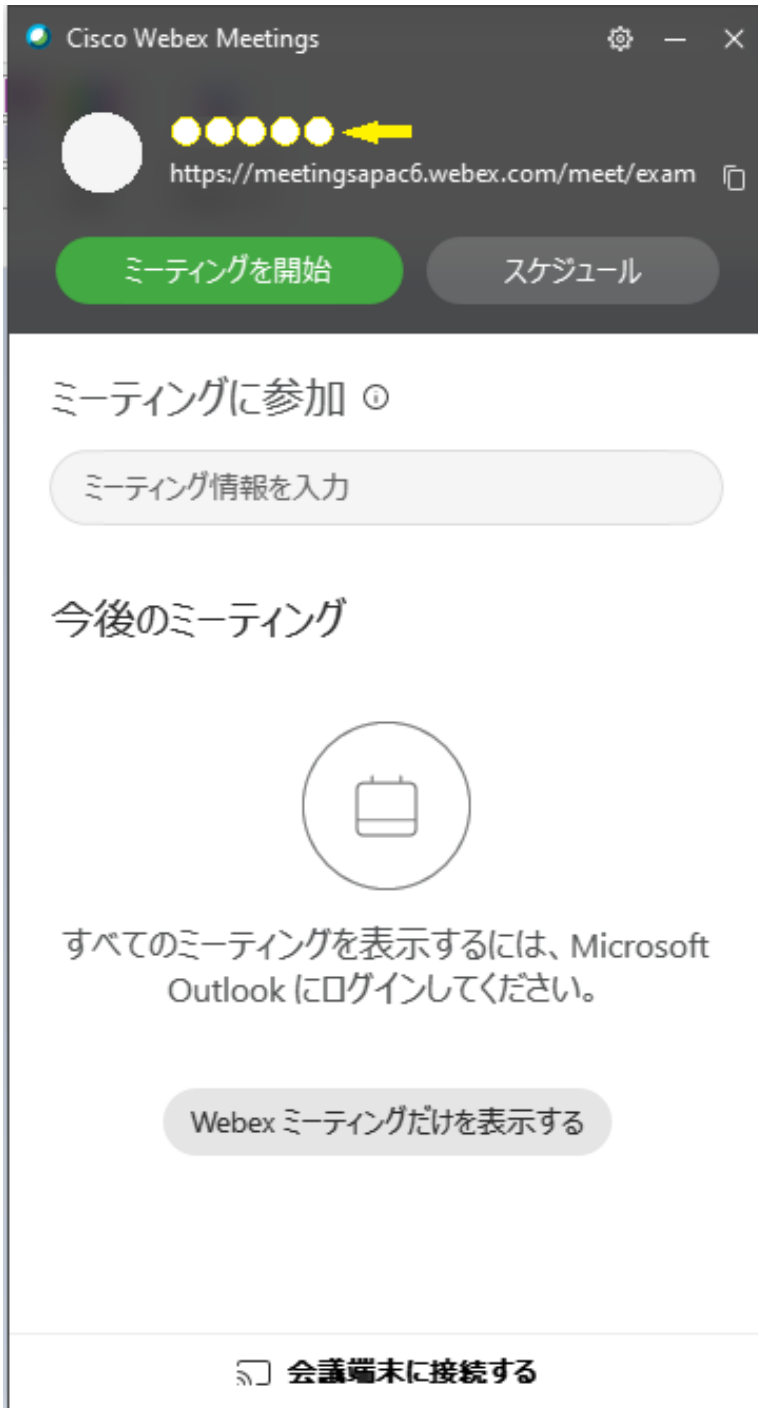 Cisco Webex Meetings
●●●●●
https://meetingsapac6.webex.com/meet/exam
ミーティングを開始
スケジュール
ミーティングに参加
ミーティング情報を入力
今後のミーティング
すべてのミーティングを表示するには、Microsoft
Outlook にログインしてください。
Webex ミーティングだけを表示する
会議端末に接続する